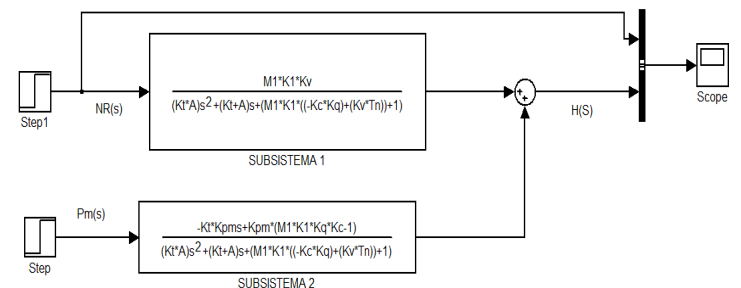 M1*K1*Kv
(Kt*A)s^2+(Kt+A)s+(M1*K1*((-Kc*Kq)+(Kv*Tn))+1)
Step1
NR(s)
SUBSISTEMA 1
Scope
H(S)
Pm(s)
-Kt*Kpms+Kpm*(M1*K1*Kq*Kc-1)
(Kt*A)s^2+(Kt+A)s+(M1*K1*((-Kc*Kq)+(Kv*Tn))+1)
Step
SUBSISTEMA 2